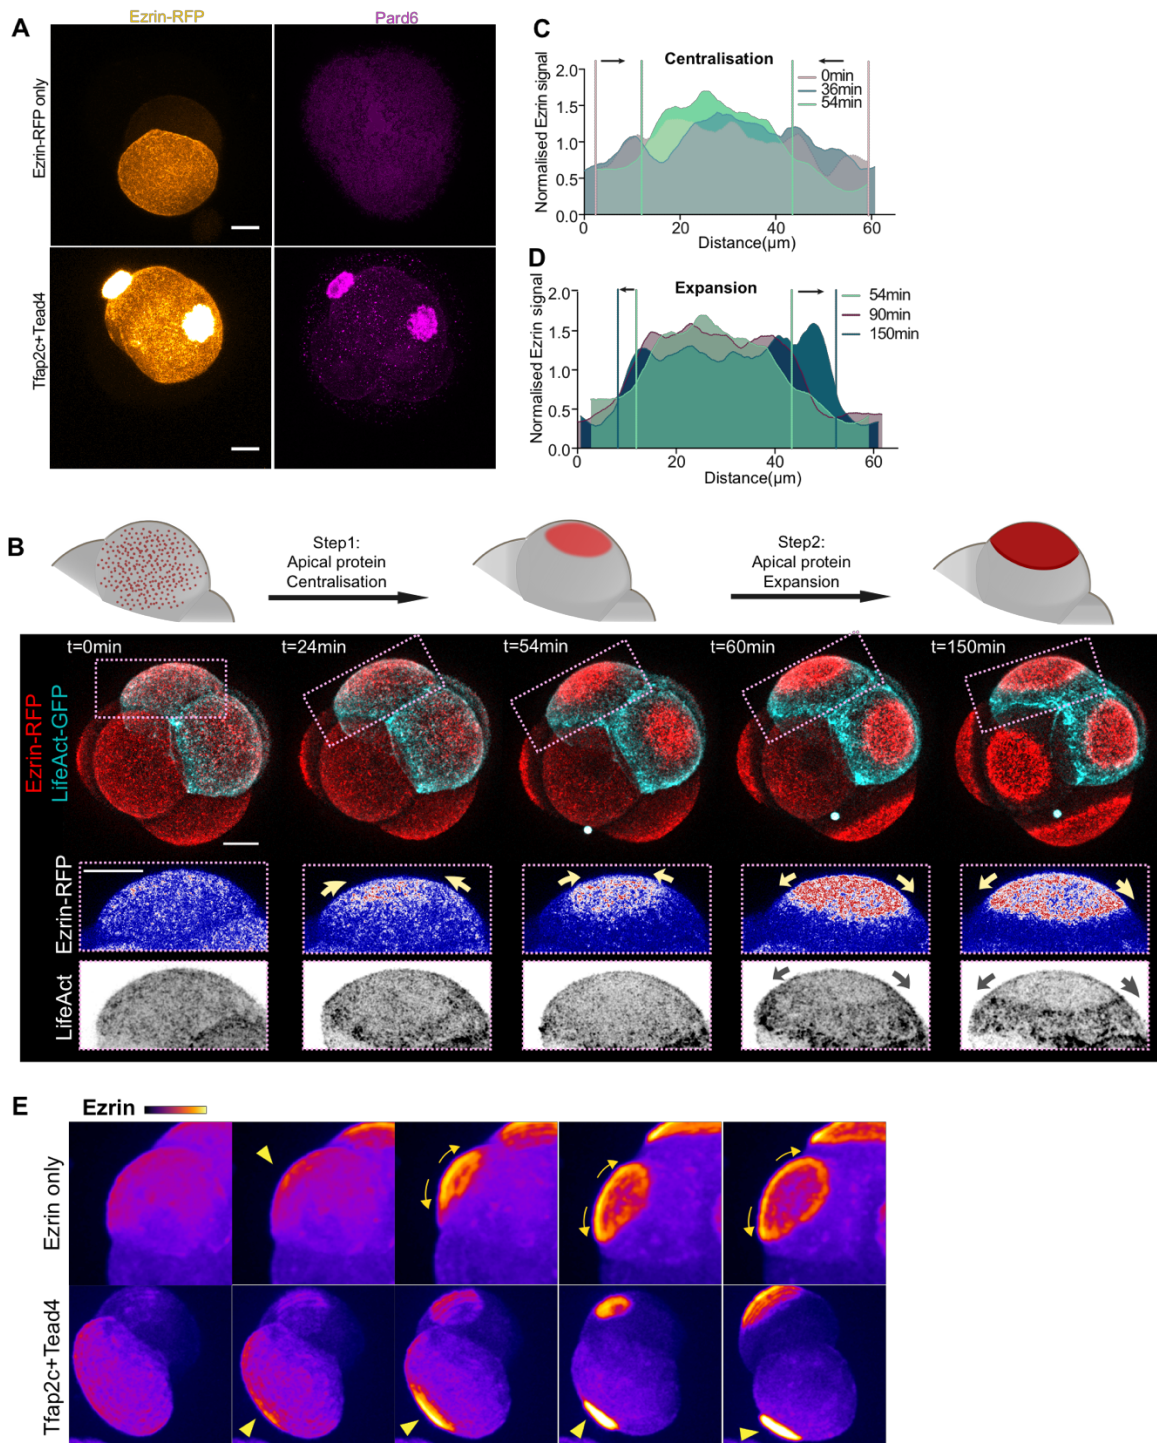 A
Ezrin-RFP
Pard6
Ezrin-RFP only
Tfap2c+Tead4
C
Centralisation
Normalised Ezrin signal
2.0
1.5
1.0
0.5
0.0
0
20
40
60
Distance(µm)
0min
36min
54min
D
Expansion
Normalised Ezrin signal
2.0
1.5
1.0
0.5
0.0
0
20
40
60
Distance(µm)
54min
90min
150min
B
Step1:
Apical protein
Centralisation
Step2:
Apical protein
Expansion
t=0min
t=24min
t=54min
t=60min
t=150min
Ezrin-RFP
LifeAct-GFP
Ezrin-RFP
LifeAct
E
Ezrin
Ezrin only
Tfap2c+Tead4